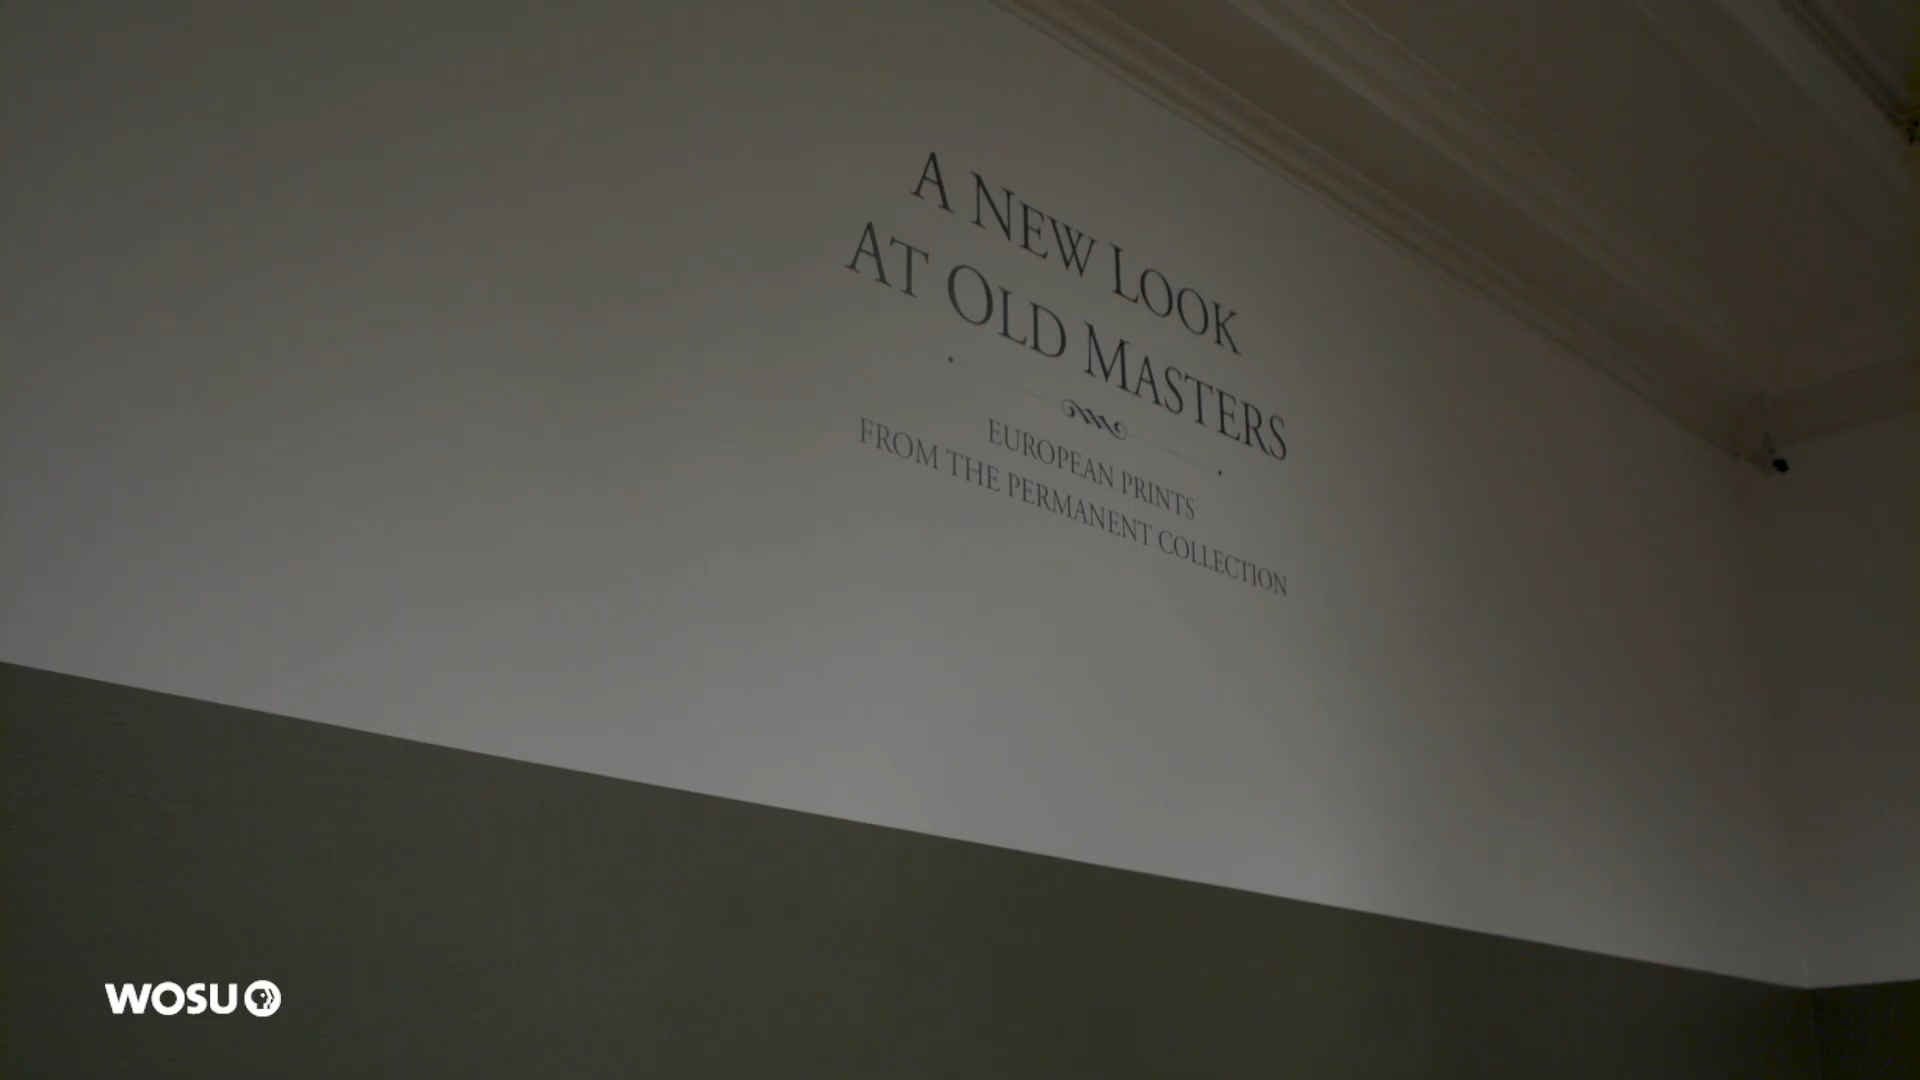 A NEW LOOK
AT OLD MASTERS
EUROPEAN PRINTS
FROM THE PERMANENT COLLECTION
WOSU